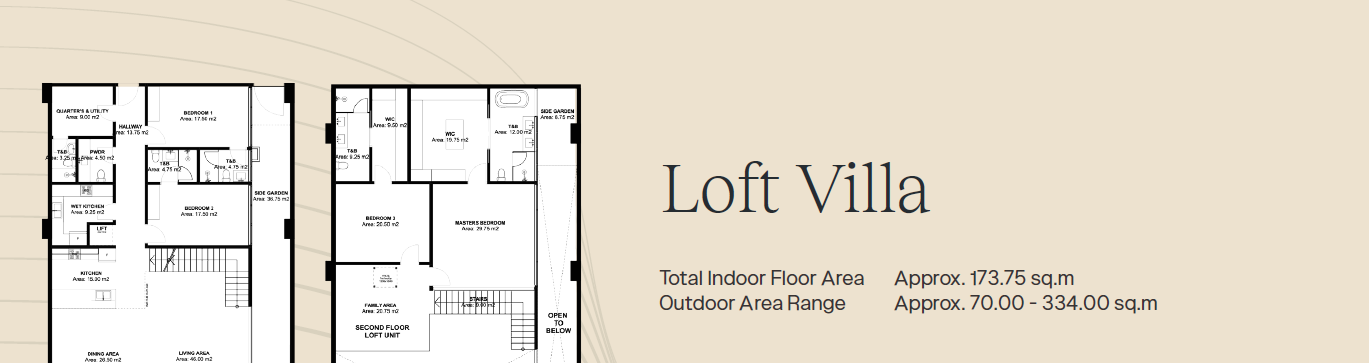 QUARTER'S & UTILITY
Area: 9.00 m2
HALLWAY
Area: 13.75 m2
BEDROOM 1
Area: 17.50 m2
T&B
Area: 3.25 m2
PWDR
Area: 4.50 m2
T&B
Area: 4.75 m2
T&B
Area: 4.75 m2
WET KITCHEN
Area: 9.25 m2
LIFT
BEDROOM 2
Area: 17.50 m2
SIDE GARDEN
Area: 36.75 m2
KITCHEN
Area: 15.30 m2
DINING AREA
Area: 26.50 m2
LIVING AREA
Area: 46.00 m2
WIC
Area: 9.50 m2
WIC
Area: 19.75 m2
T&B
Area: 12.00 m2
SIDE GARDEN
Area: 8.75 m2
T&B
Area: 8.25 m2
BEDROOM 3
Area: 20.50 m2
MASTERS BEDROOM
Area: 29.75 m2
FAMILY AREA
Area: 20.75 m2
STAIRS
Area: 9.00 m2
SECOND FLOOR
LOFT UNIT
OPEN
TO
BELOW
Loft Villa
Total Indoor Floor Area Approx. 173.75 sq.m
Outdoor Area Range Approx. 70.00 - 334.00 sq.m